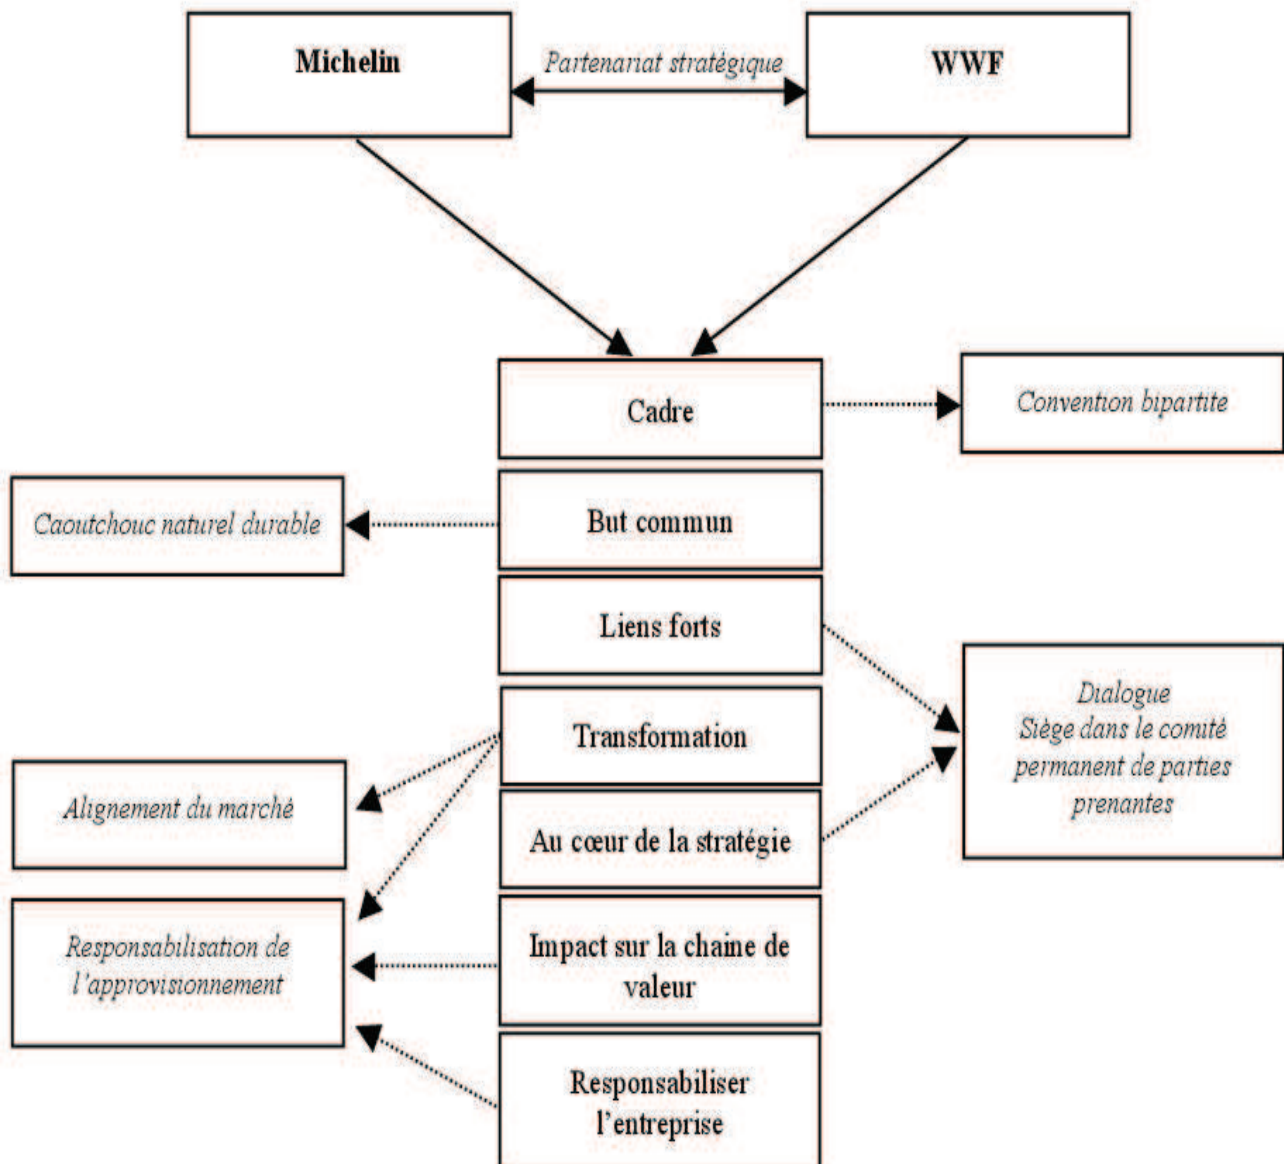 Michelin
Partenariat stratégique
WWF
Cadre
Convention bipartite
But commun
Caoutchouc naturel durable
Liens forts
Dialogue
Siège dans le comité
permanent de parties
prenantes
Transformation
Alignement du marché
Au cœur de la stratégie
Responsabilisation de
l'approvisionnement
Impact sur la chaine de
valeur
Responsabiliser
l'entreprise